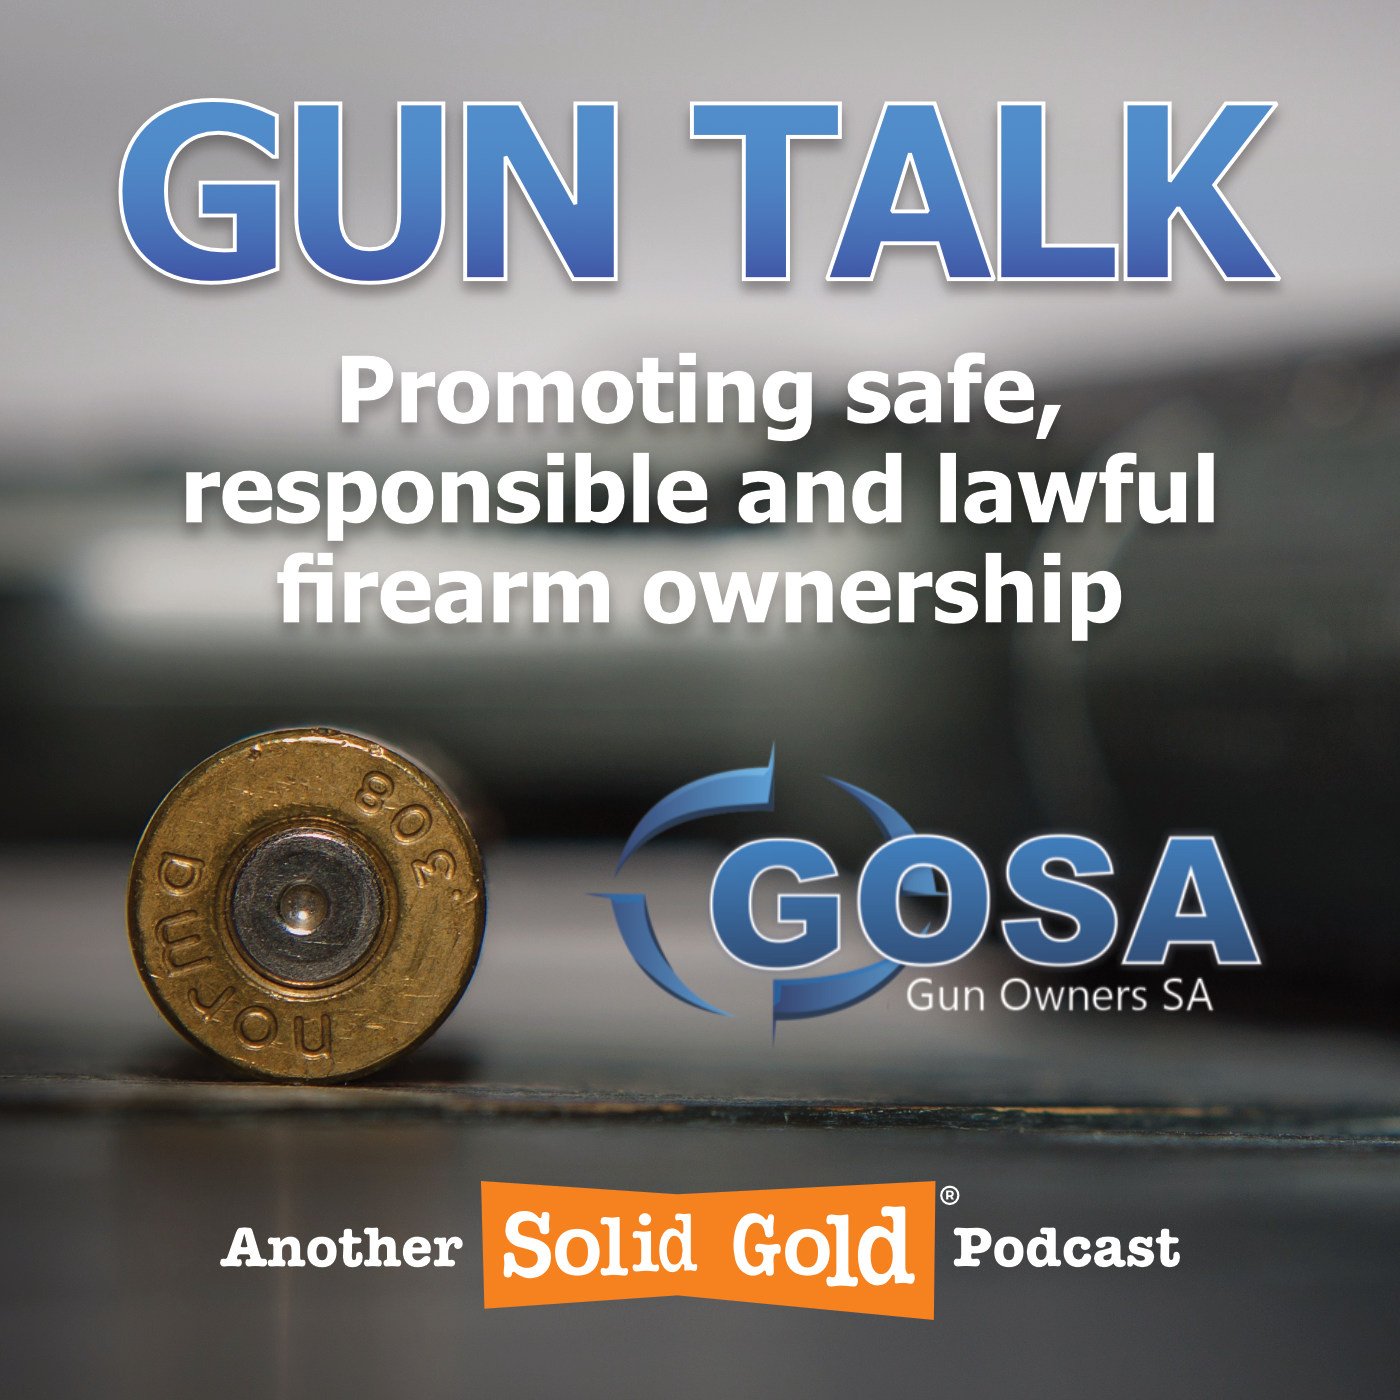 GUN TALK
Promoting safe,
responsible and lawful
firearm ownership
norma .308
GOSA
Gun Owners SA
Another Solid Gold® Podcast